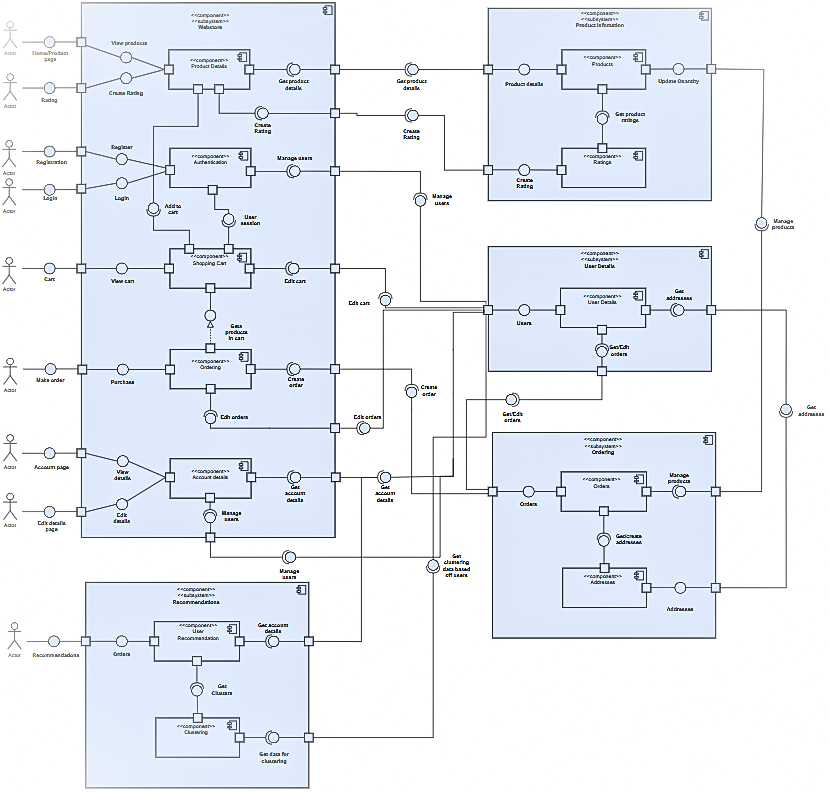 <<component>>
<<subsystem>>
Webstore
View products
Home/Product
page
Actor
<<component>>
Product Details
Get product
details
Create Rating
Rating
Actor
Create
Rating
Get product
details
Create
Rating
<<component>>
<<subsystem>>
Product Infomation
<<component>>
Products
Product details
Update Quantity
Get product
ratings
<<component>>
Ratings
Create
Rating
Register
Registration
Actor
<<component>>
Authentication
Manage users
Login
Login
Actor
Add to
cart
User
session
Manage
users
Manage
products
<<component>>
Shopping Cart
Cart
Actor
View cart
Edit cart
Edit cart
Gets
products
in cart
<<component>>
<<subsystem>>
User Details
<<component>>
User Details
Users
Get
addresses
Get/Edit
orders
<<component>>
Ordering
Make order
Actor
Purchase
Create
order
Create
order
Edit orders
Edit orders
Get/Edit
orders
Get
addresses
Account page
Actor
View
details
<<component>>
Account details
Get
account
details
Get
account
details
Edit details
page
Actor
Edit
details
Manage
users
Manage
users
Get
clustering
data based
off users
<<component>>
<<subsystem>>
Ordering
<<component>>
Orders
Orders
Manage
products
Get/create
addresses
<<component>>
Addresses
Addresses
<<component>>
<<subsystem>>
Recommendations
<<component>>
User
Recommendation
Get account
details
Recommendations
Actor
Orders
Get
Clusters
<<component>>
Clustering
Get data for
clustering